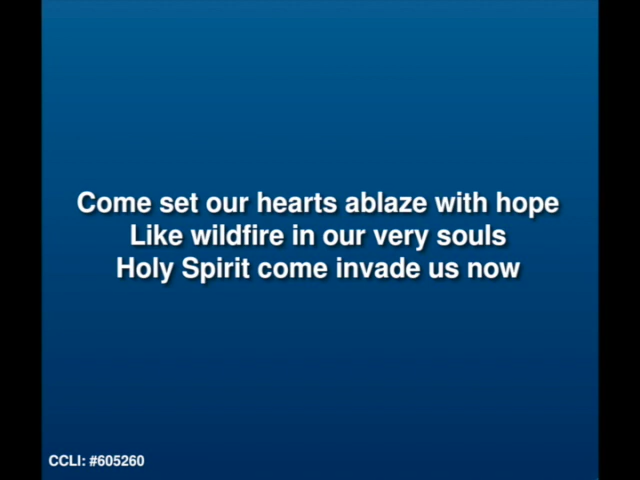 Come set our hearts ablaze with hope
Like wildfire in our very souls
Holy Spirit come invade us now
CCLI: #605260